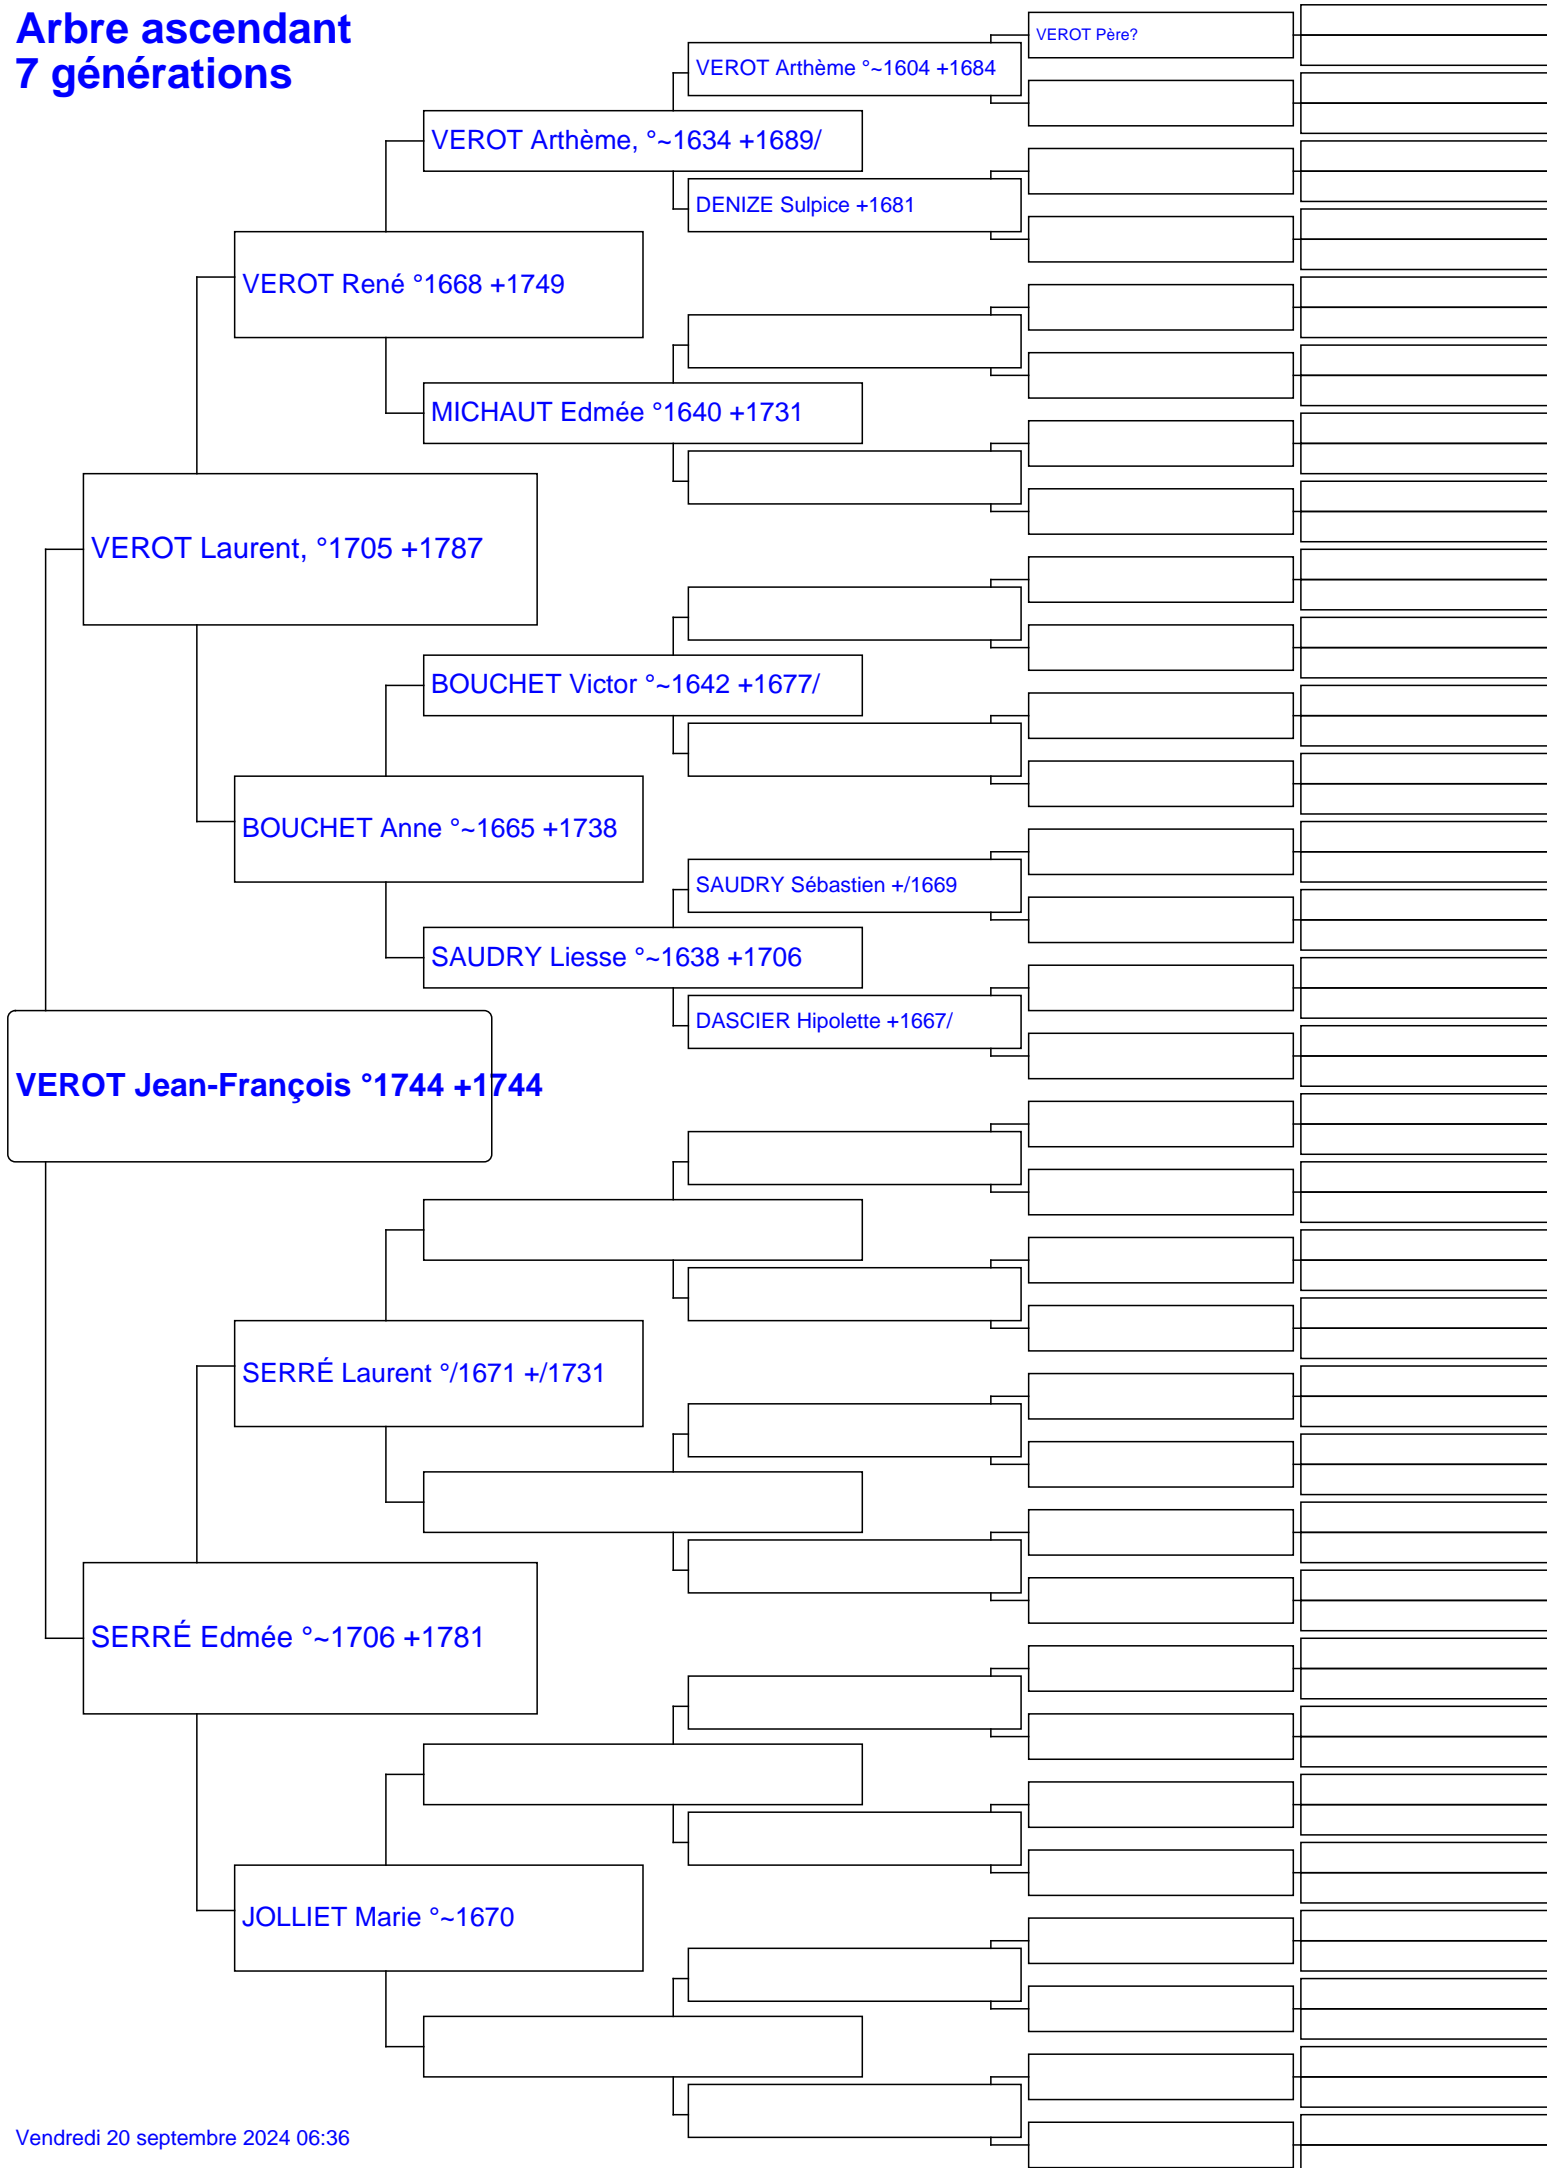 Arbre ascendant
7 générations
VEROT Père?
VEROT Arthème °~1604 +1684
VEROT Arthème, °~1634 +1689/
DENIZE Sulpice +1681
VEROT René °1668 +1749
MICHAUT Edmée °1640 +1731
VEROT Laurent, °1705 +1787
BOUCHET Victor °~1642 +1677/
BOUCHET Anne °~1665 +1738
SAUDRY Sébastien +/1669
SAUDRY Liesse °~1638 +1706
DASCIER Hipolette +1667/
VEROT Jean-François °1744 +1744
SERRÉ Laurent °/1671 +/1731
SERRÉ Edmée °~1706 +1781
JOLLIET Marie °~1670
Vendredi 20 septembre 2024 06:36